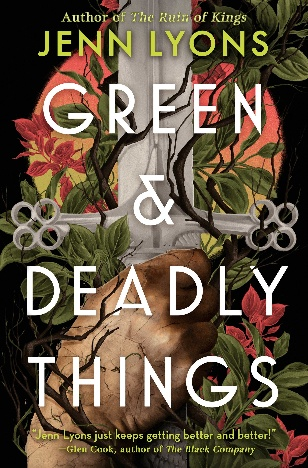 Author of The Ruin of Kings
JENN LYONS
GREEN
&
DEADLY
THINGS
"Jenn Lyons just keeps getting better and better!"
—Glen Cook, author of The Black Company